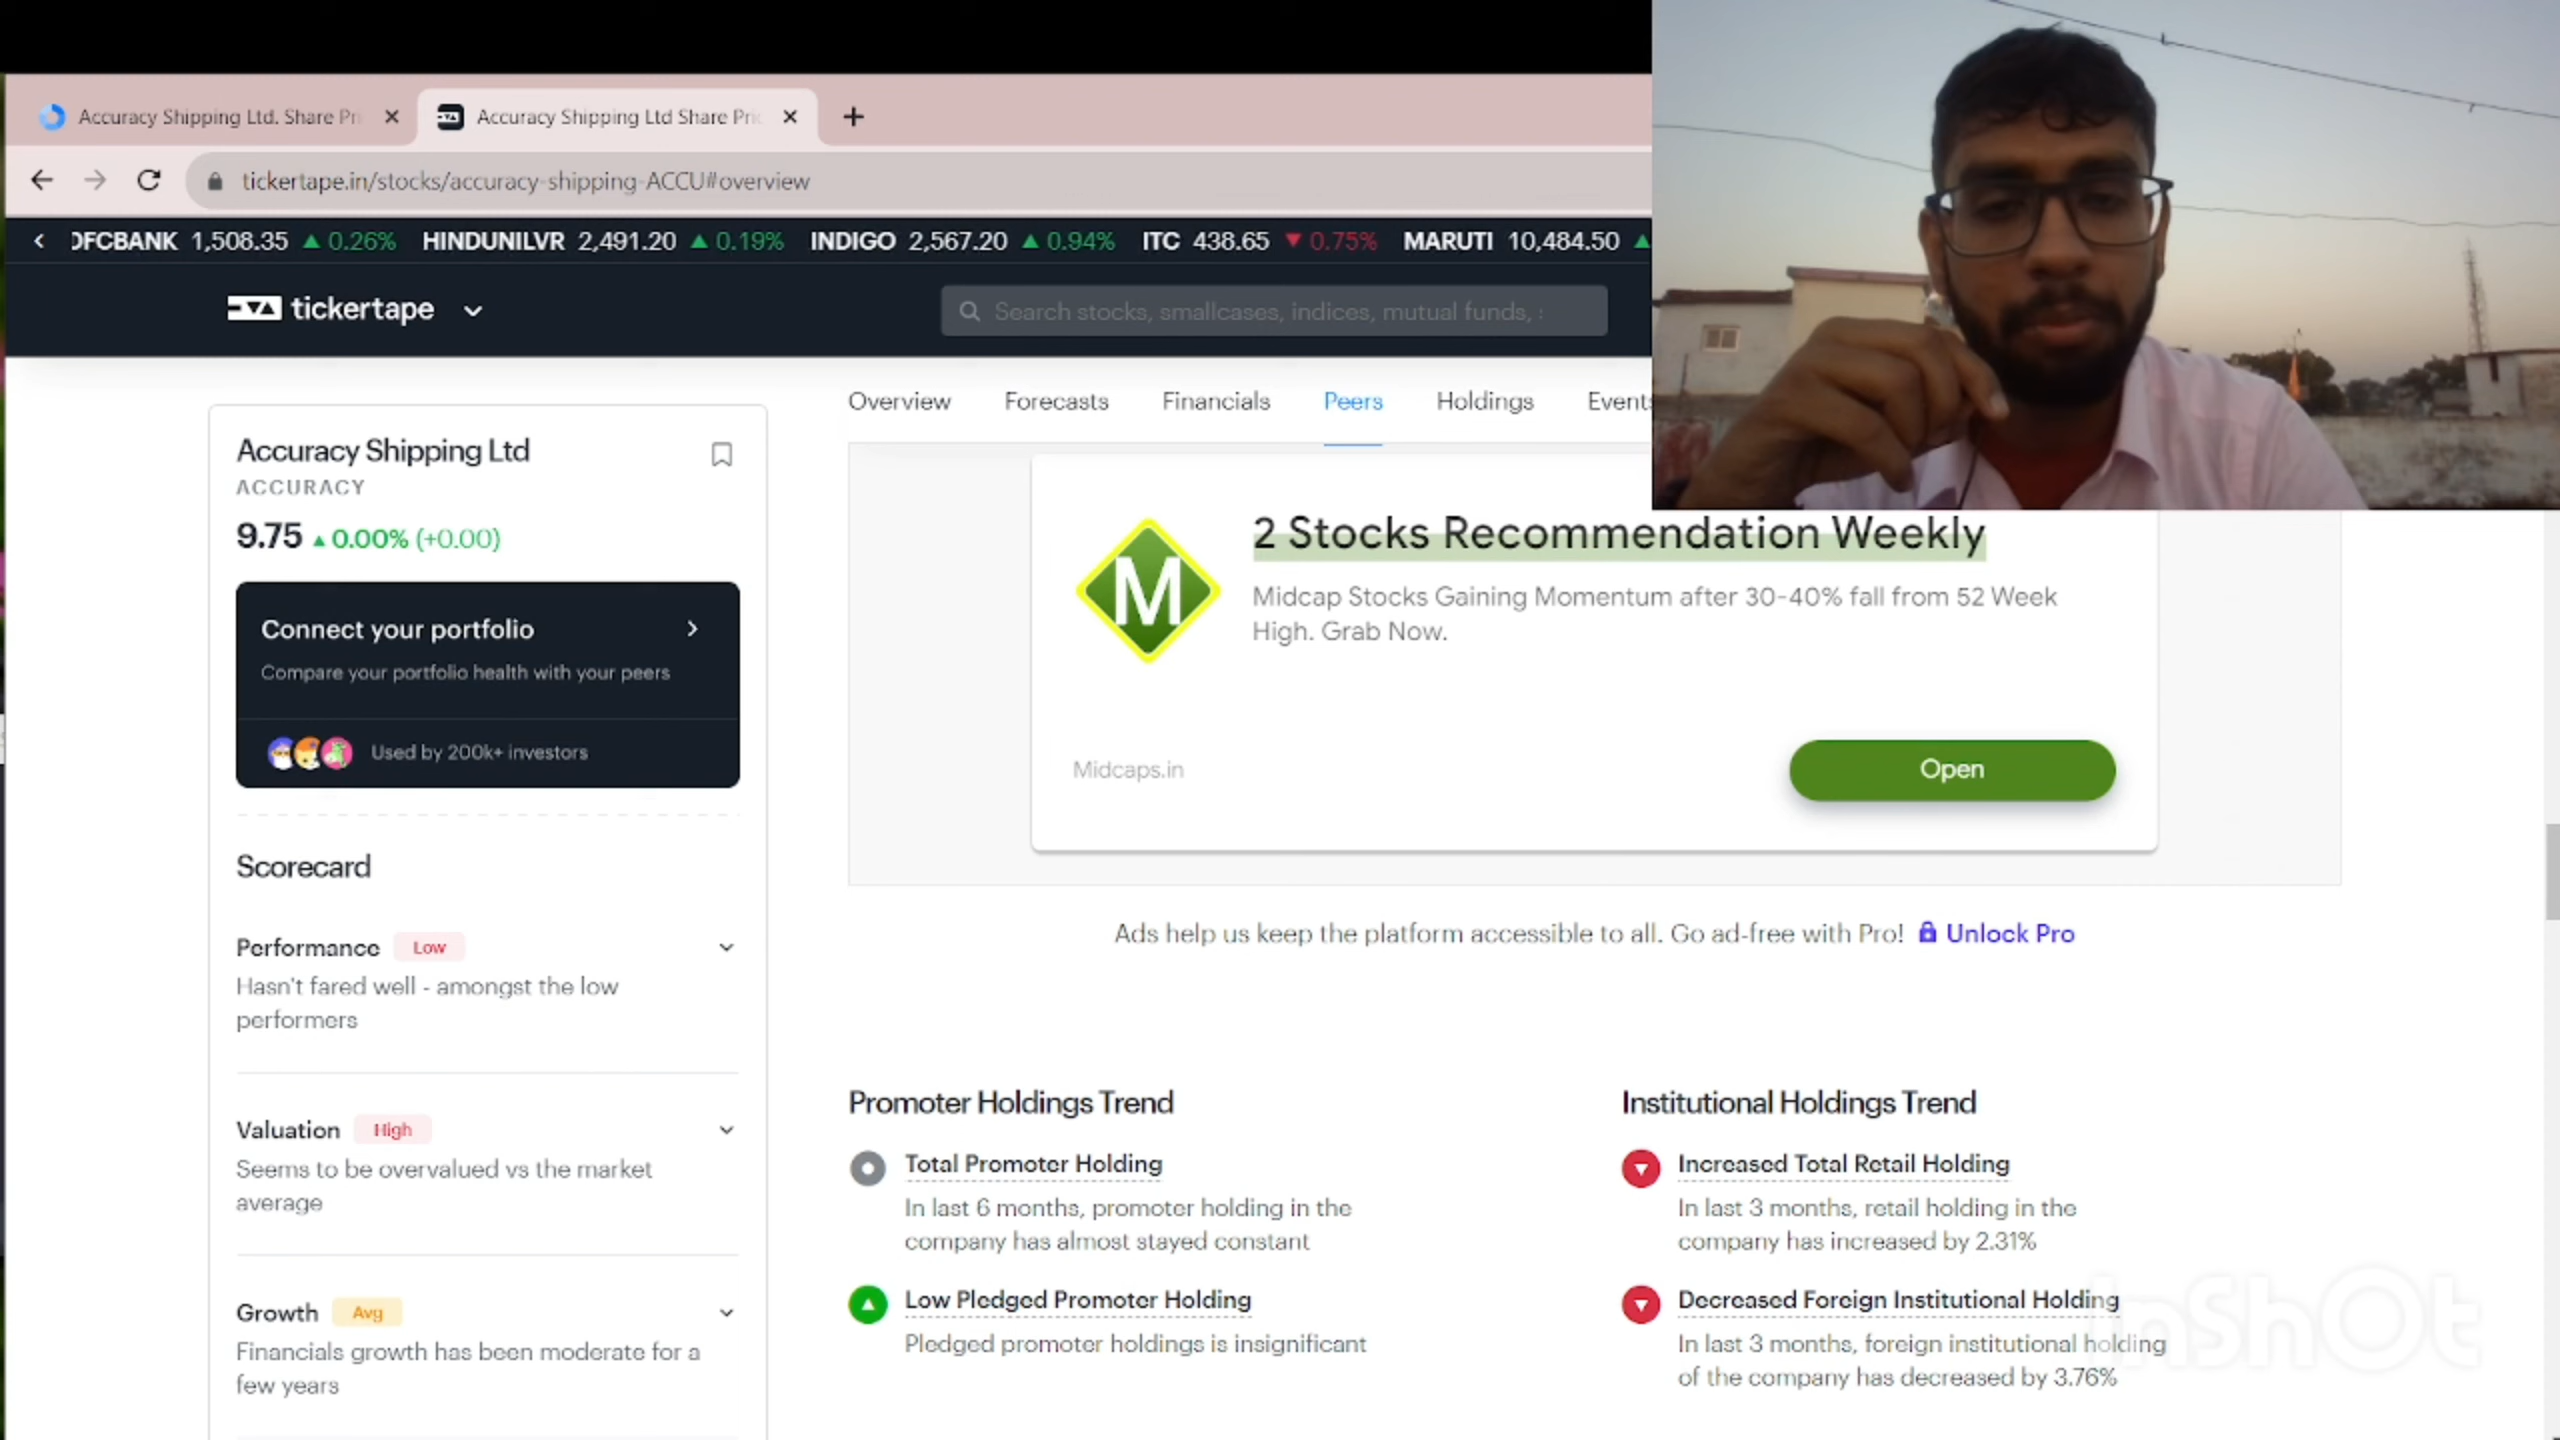 Accuracy Shipping Ltd. Share Pri
Accuracy Shipping Ltd Share Pric
tickertape.in/stocks/accuracy-shipping-ACCU#overview
DFCBANK 1,508.35 ▲ 0.26% HINDUNILVR 2,491.20 ▲ 0.19% INDIGO 2,567.20 ▲ 0.94% ITC 438.65 ▼ 0.75% MARUTI 10,484.50 ▲
tickertape
Search stocks, smallcases, indices, mutual funds, s
Overview Forecasts Financials Peers Holdings Events
Accuracy Shipping Ltd
ACCURACY
9.75 ▲ 0.00% (+0.00)
Connect your portfolio
Compare your portfolio health with your peers
Used by 200k+ investors
Scorecard
Performance Low
Hasn't fared well - amongst the low
performers
Valuation High
Seems to be overvalued vs the market
average
Growth Avg
Financials growth has been moderate for a
few years
M
2 Stocks Recommendation Weekly
Midcap Stocks Gaining Momentum after 30-40% fall from 52 Week
High. Grab Now.
Midcaps.in
Open
Ads help us keep the platform accessible to all. Go ad-free with Pro! Unlock Pro
Promoter Holdings Trend
Total Promoter Holding
In last 6 months, promoter holding in the
company has almost stayed constant
Low Pledged Promoter Holding
Pledged promoter holdings is insignificant
Institutional Holdings Trend
Increased Total Retail Holding
In last 3 months, retail holding in the
company has increased by 2.31%
Decreased Foreign Institutional Holding
In last 3 months, foreign institutional holding
of the company has decreased by 3.76%
InShOt